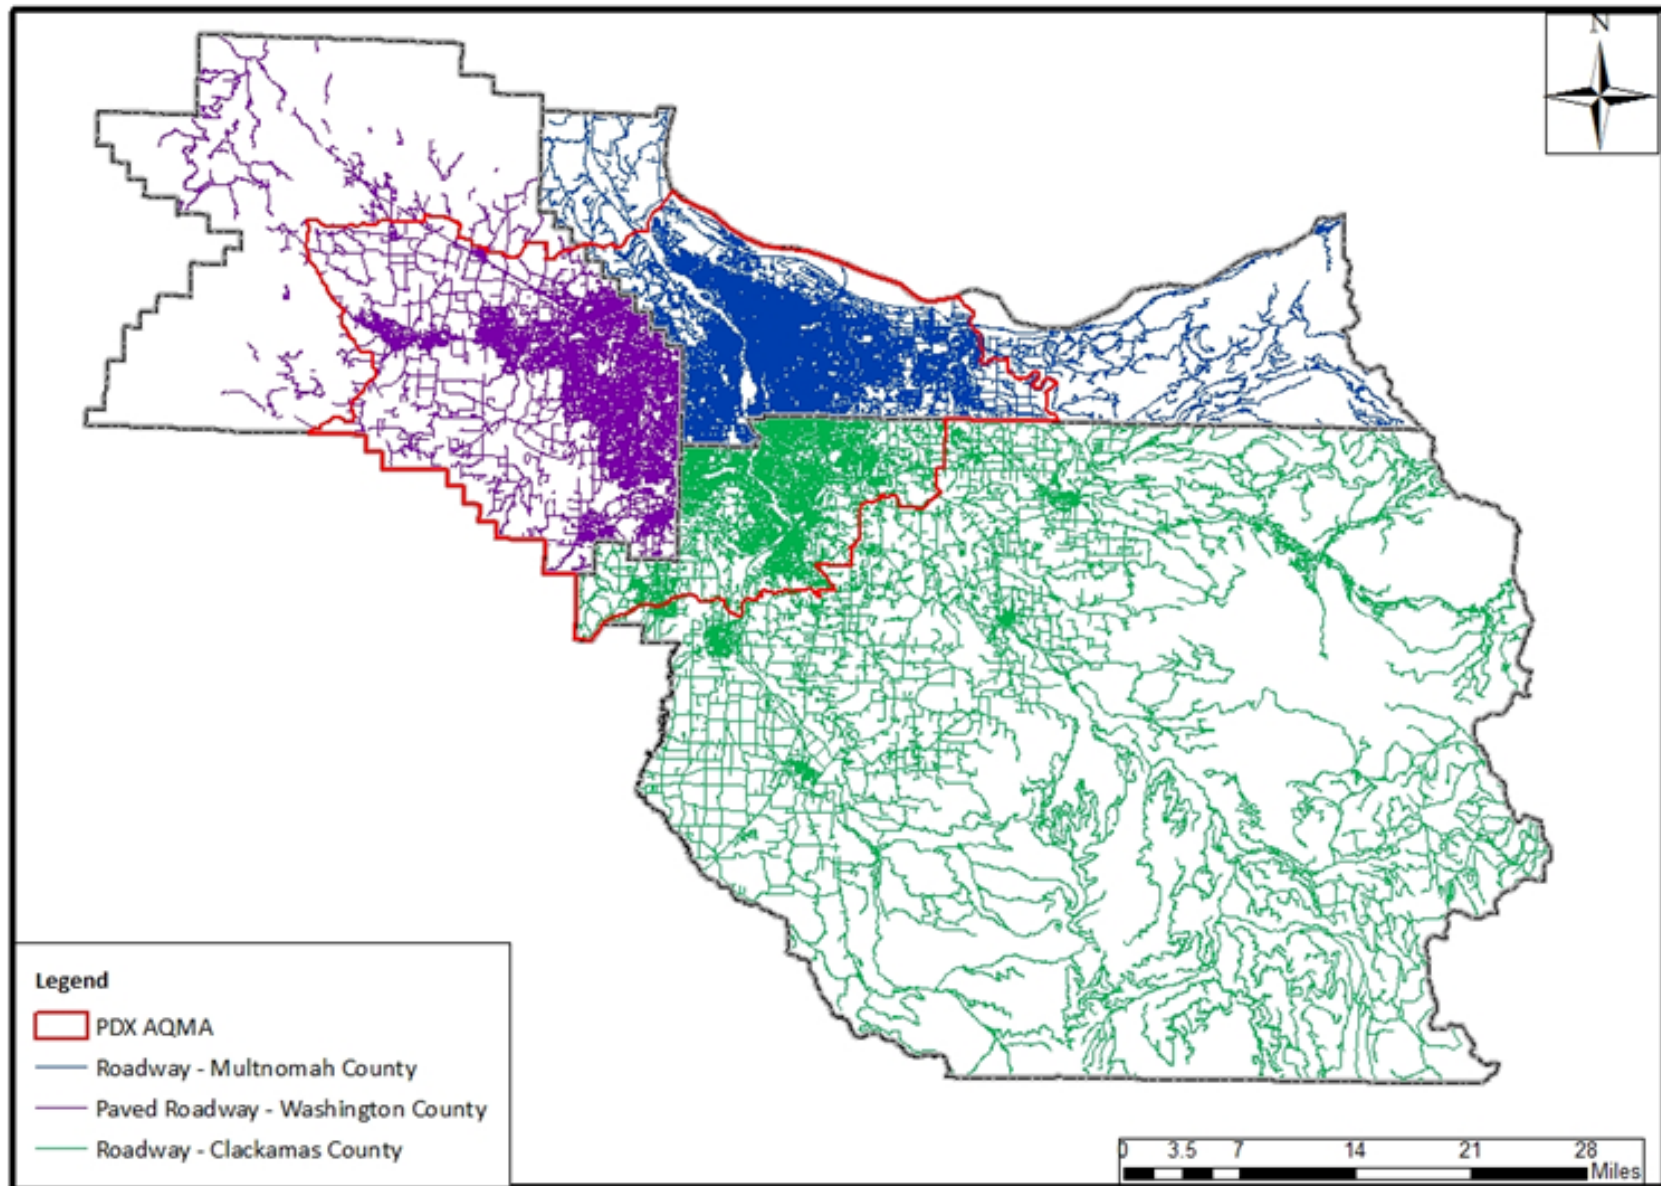 N
Legend
PDX AQMA
Roadway - Multnomah County
Paved Roadway - Washington County
Roadway - Clackamas County
0 3.5 7 14 21 28
Miles